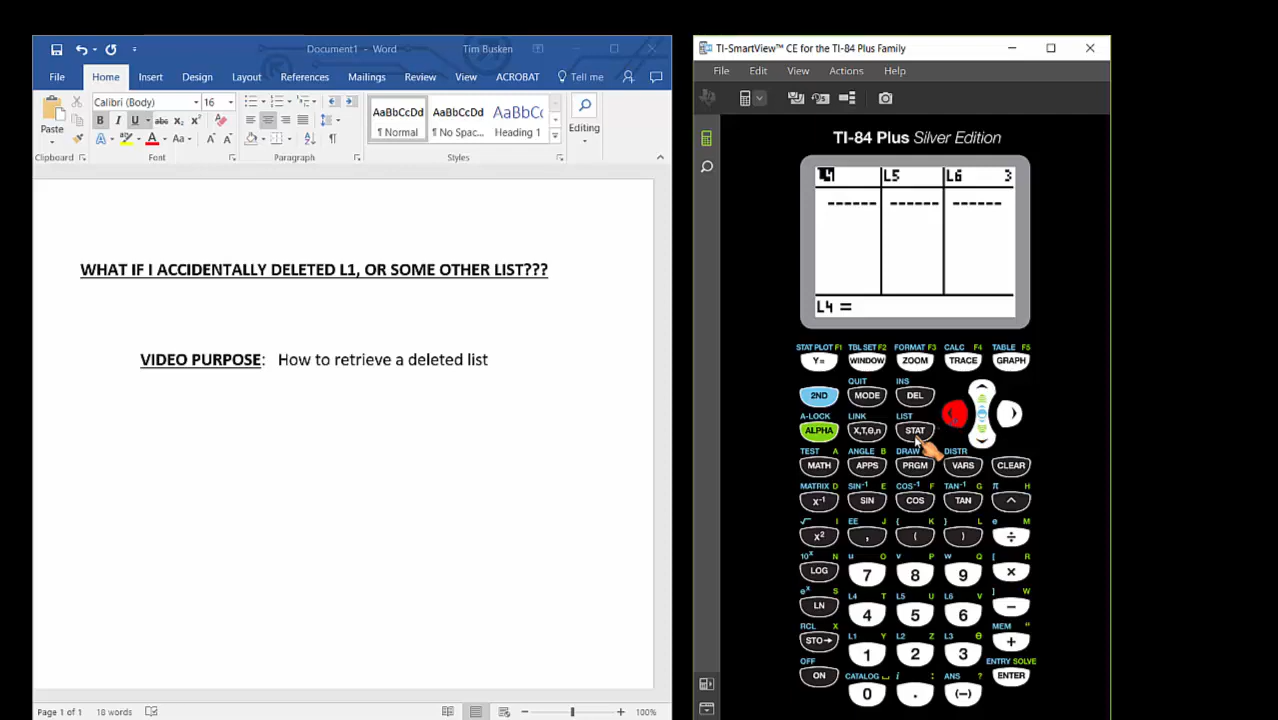 Document1 - Word
Tim Busken
File Home Insert Design Layout References Mailings Review View ACROBAT Tell me
Calibri (Body) 16
Paste
B I U abc x₂ x²
A Aa A A
AaBbCcDd AaBbCcDd AaBbCc
¶ Normal ¶ No Spac... Heading 1
Editing
Clipboard Font Paragraph Styles
WHAT IF I ACCIDENTALLY DELETED L1, OR SOME OTHER LIST???
VIDEO PURPOSE: How to retrieve a deleted list
Page 1 of 1 18 words 100%
TI-SmartView™ CE for the TI-84 Plus Family
File Edit View Actions Help
TI-84 Plus Silver Edition
L4 L5 L6 3
------ ------ ------
L4 =
STAT PLOT F1 TBL SET F2 FORMAT F3 CALC F4 TABLE F5
Y= WINDOW ZOOM TRACE GRAPH
QUIT INS
2ND MODE DEL
A-LOCK LINK LIST
ALPHA X,T,θ,n STAT
TEST A ANGLE B DRAW DISTR
MATH APPS PRGM VARS CLEAR
MATRIX D SIN⁻¹ E COS⁻¹ F TAN⁻¹ G π H
x⁻¹ SIN COS TAN ^
√ I EE J { K } L e M
x² , ( ) ÷
10ˣ N u O v P w Q [ R
LOG 7 8 9 ×
eˣ S L4 T L5 U L6 V ] W
LN 4 5 6 −
RCL X L1 Y L2 Z L3 θ MEM "
STO→ 1 2 3 +
OFF CATALOG ␣ i : ANS ? ENTRY SOLVE
ON 0 . (−) ENTER